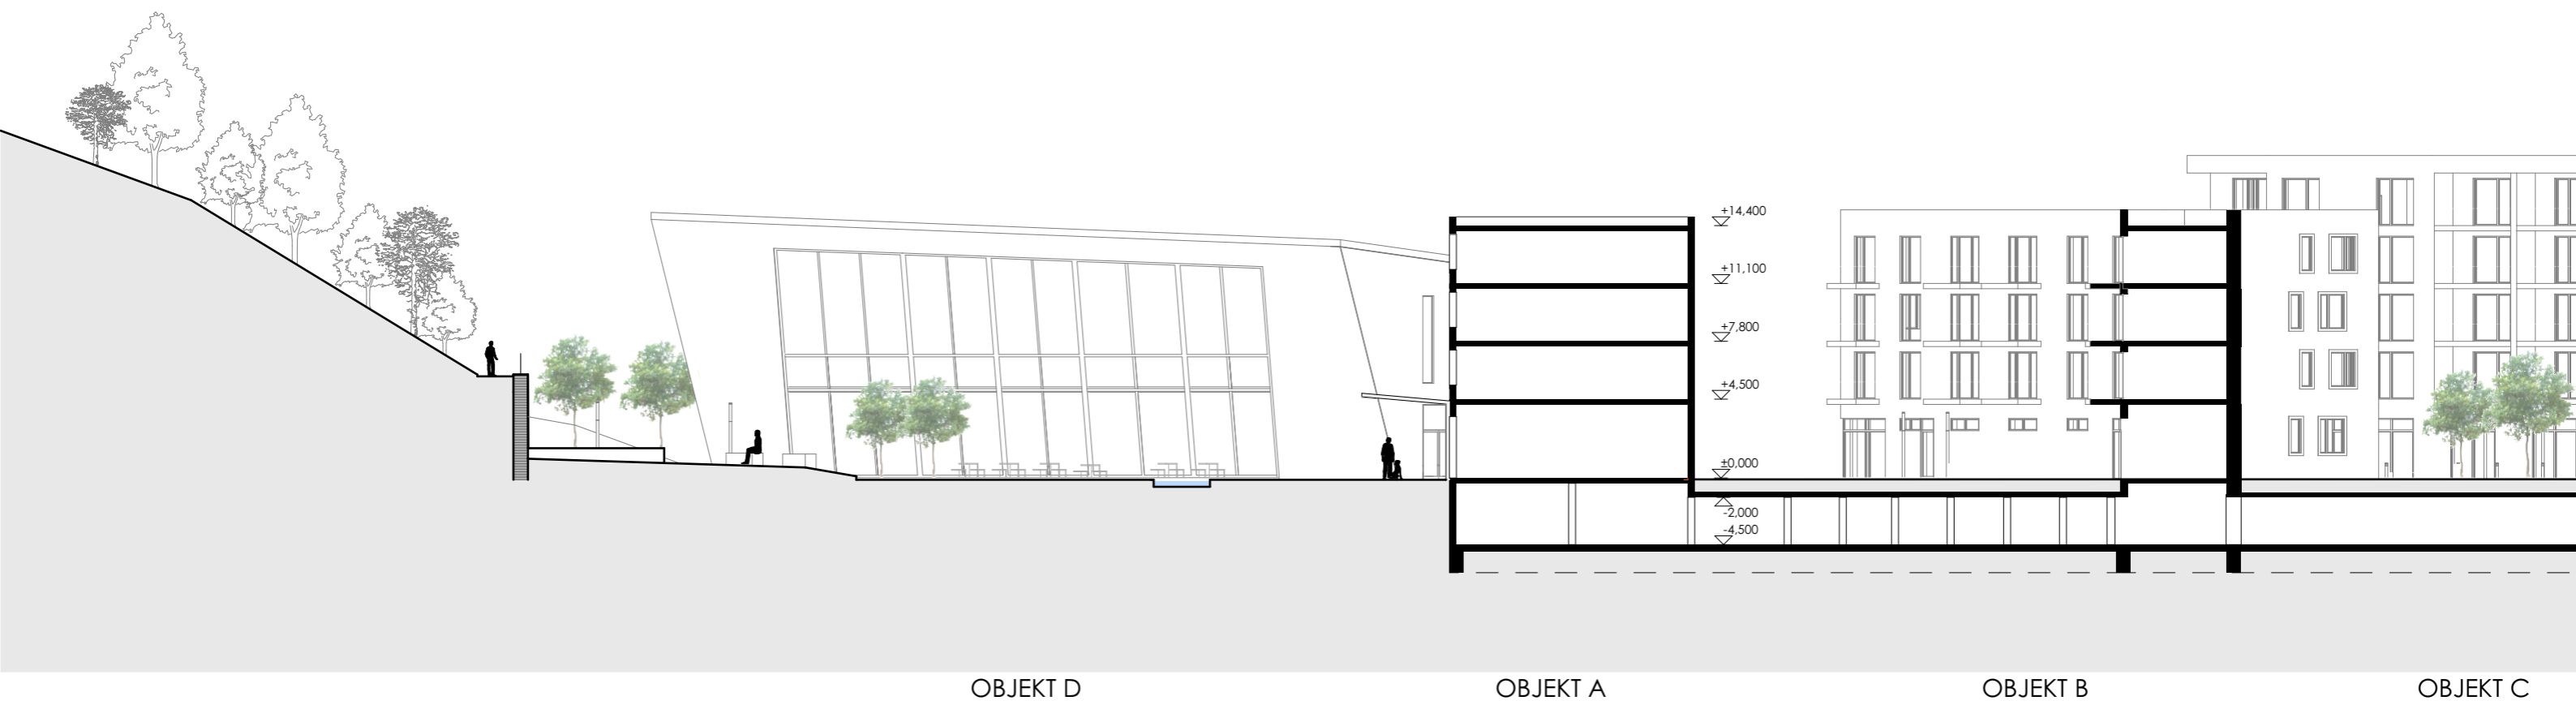 +14,400
+11,100
+7,800
+4,500
±0,000
-2,000
-4,500
OBJEKT D
OBJEKT A
OBJEKT B
OBJEKT C